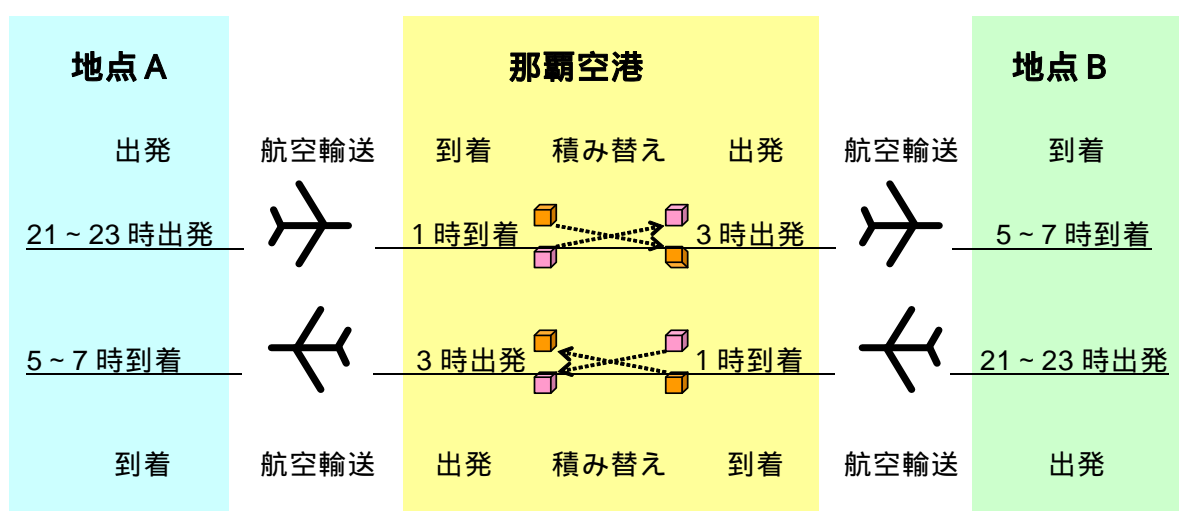 地点A 那覇空港 地点B
出発 航空輸送 到着 積み替え 出発 航空輸送 到着
21~23時出発 1時到着 3時出発 5~7時到着
5~7時到着 3時出発 1時到着 21~23時出発
到着 航空輸送 出発 積み替え 到着 航空輸送 出発